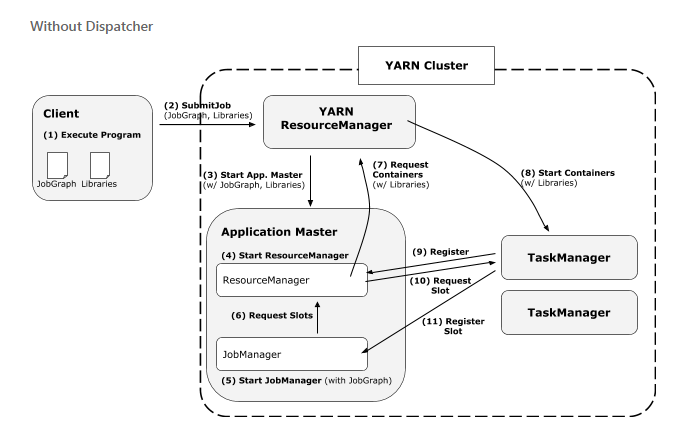 Without Dispatcher
YARN Cluster
Client
(1) Execute Program
JobGraph
Libraries
(2) SubmitJob
(JobGraph, Libraries)
YARN
ResourceManager
(3) Start App. Master
(w/ JobGraph, Libraries)
(7) Request
Containers
(w/ Libraries)
(8) Start Containers
(w/ Libraries)
Application Master
(4) Start ResourceManager
ResourceManager
(6) Request Slots
JobManager
(5) Start JobManager (with JobGraph)
(9) Register
(10) Request
Slot
(11) Register
Slot
TaskManager
TaskManager